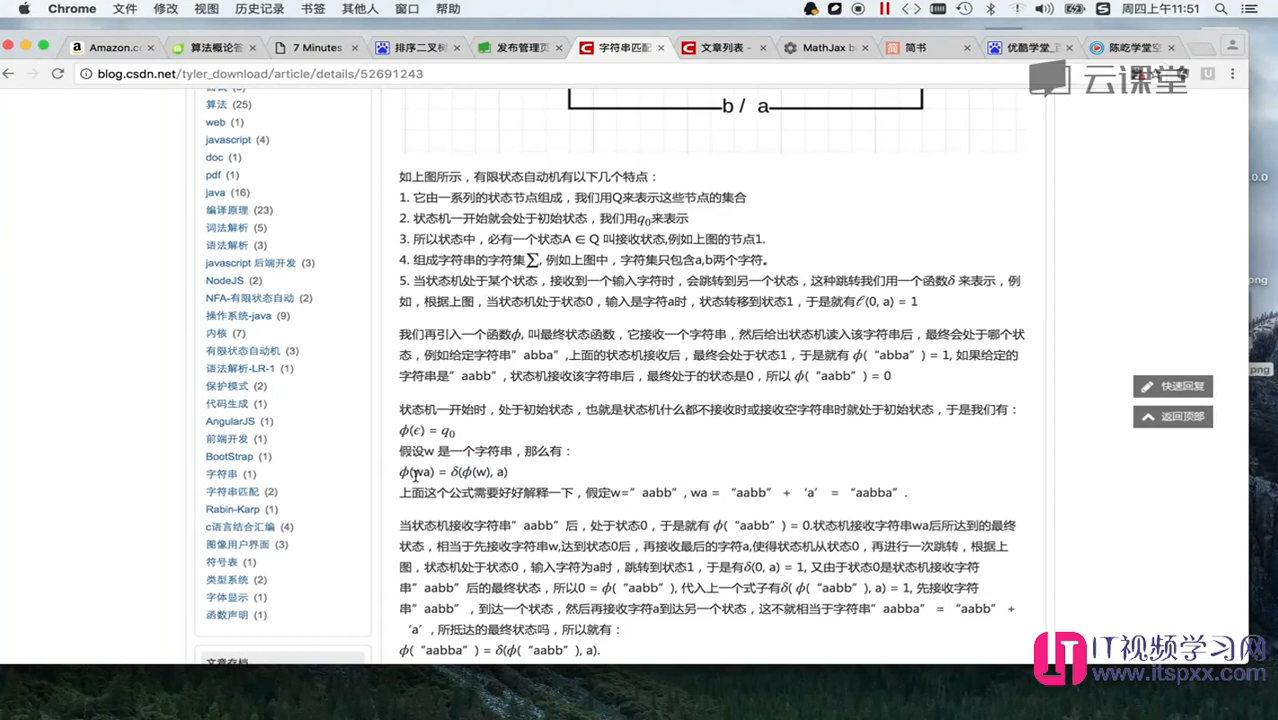 Chrome 文件 修改 视图 历史记录 书签 其他人 窗口 帮助 周四上午11:51
Amazon.c 算法概论答 7 Minutes 排序二叉树 发布管理页 字符串匹配 文章列表 - MathJax b 简书 优酷学堂_百 陈屹学堂空
blog.csdn.net/tyler_download/article/details/52691243
云课堂
算法 (25)
web (1)
javascript (4)
doc (1)
pdf (1)
java (16)
编译原理 (23)
词法解析 (5)
语法解析 (3)
javascript 后端开发 (3)
NodeJS (2)
NFA-有限状态自动 (2)
操作系统-java (9)
内核 (7)
有限状态自动机 (3)
语法解析-LR-1 (1)
保护模式 (2)
代码生成 (1)
AngularJS (1)
前端开发 (1)
BootStrap (1)
字符串 (1)
字符串匹配 (2)
Rabin-Karp (1)
c语言结合汇编 (4)
图像用户界面 (3)
符号表 (1)
类型系统 (2)
字体显示 (1)
函数声明 (1)
文章存档
b / a
如上图所示，有限状态自动机有以下几个特点：
1. 它由一系列的状态节点组成，我们用Q来表示这些节点的集合
2. 状态机一开始就会处于初始状态，我们用q0来表示
3. 所以状态中，必有一个状态A ∈ Q 叫接收状态,例如上图的节点1.
4. 组成字符串的字符集∑, 例如上图中，字符集只包含a,b两个字符。
5. 当状态机处于某个状态，接收到一个输入字符时，会跳转到另一个状态，这种跳转我们用一个函数δ 来表示，例
如，根据上图，当状态机处于状态0，输入是字符a时，状态转移到状态1，于是就有ℓ(0, a) = 1
我们再引入一个函数ϕ, 叫最终状态函数，它接收一个字符串，然后给出状态机读入该字符串后，最终会处于哪个状
态，例如给定字符串”abba”,上面的状态机接收后，最终会处于状态1，于是就有 ϕ(“abba”) = 1, 如果给定的
字符串是”aabb”，状态机接收该字符串后，最终处于的状态是0，所以 ϕ(“aabb”) = 0
状态机一开始时，处于初始状态，也就是状态机什么都不接收时或接收空字符串时就处于初始状态，于是我们有：
ϕ(ϵ) = q0
假设w 是一个字符串，那么有：
ϕ(wa) = δ(ϕ(w), a)
上面这个公式需要好好解释一下，假定w=”aabb”, wa = “aabb” + ‘a’ = “aabba”.
当状态机接收字符串”aabb”后，处于状态0，于是就有 ϕ(“aabb”) = 0.状态机接收字符串wa后所达到的最终
状态，相当于先接收字符串w,达到状态0后，再接收最后的字符a,使得状态机从状态0，再进行一次跳转，根据上
图，状态机处于状态0，输入字符为a时，跳转到状态1，于是有δ(0, a) = 1, 又由于状态0是状态机接收字符
串”aabb”后的最终状态，所以0 = ϕ(“aabb”), 代入上一个式子有δ( ϕ(“aabb”), a) = 1, 先接收字符
串”aabb”，到达一个状态，然后再接收字符a到达另一个状态，这不就相当于字符串”aabba” = “aabb” +
‘a’, 所抵达的最终状态吗，所以就有：
ϕ(“aabba”) = δ(ϕ(“aabb”), a).
快速回复
返回顶部
png
IT视频学习网
www.itspxx.com